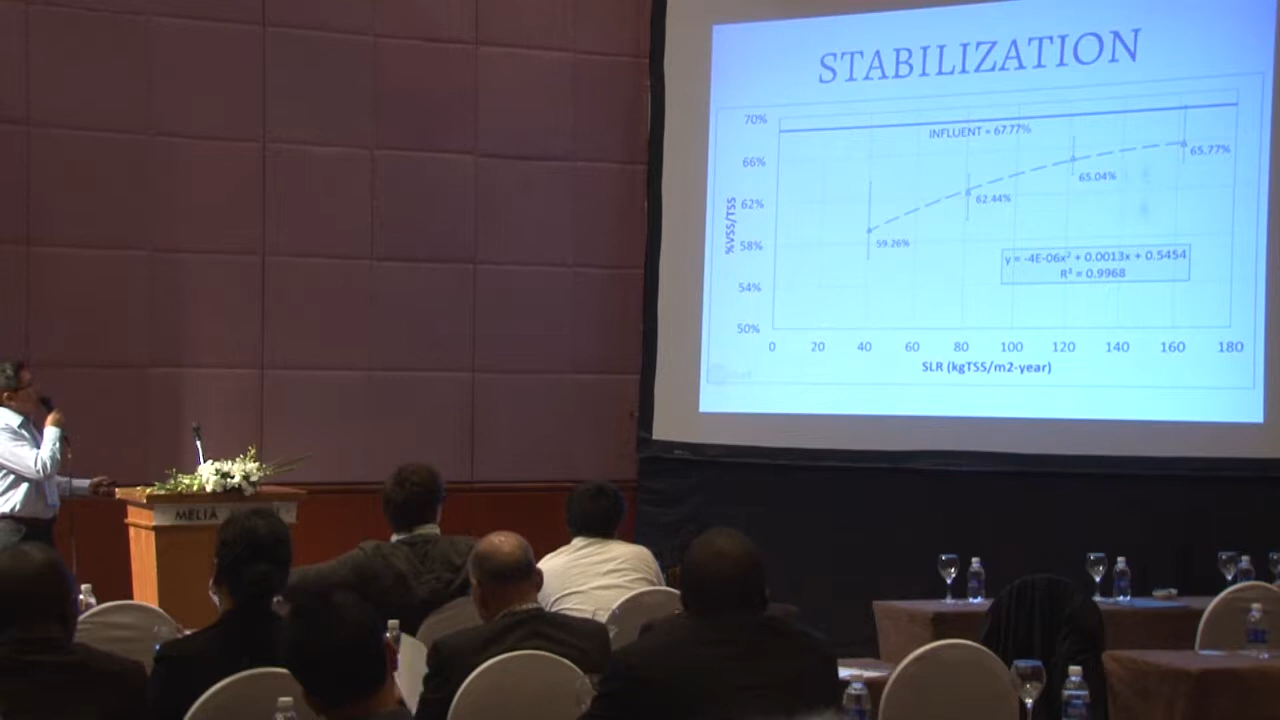 STABILIZATION
70%
66%
62%
58%
54%
50%
%VSS/TSS
INFLUENT = 67.77%
59.26%
62.44%
65.04%
65.77%
y = -4E-06x² + 0.0013x + 0.5454
R² = 0.9968
0 20 40 60 80 100 120 140 160 180
SLR (kgTSS/m2-year)
MELIÃ